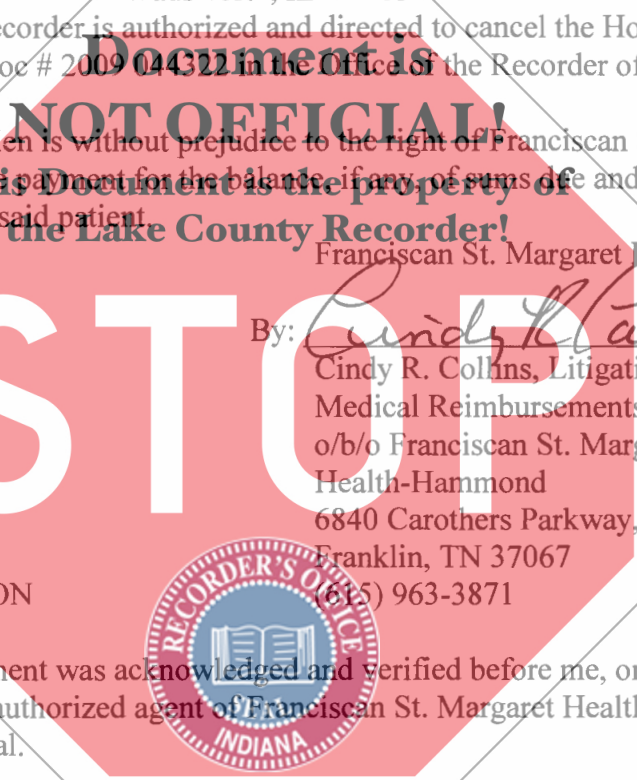 ecorder is authorized and directed to cancel the Ho
Document is
oc # 2009 044322 in the Office of the Recorder of
NOT OFFICIAL!
en is without prejudice to the right of Franciscan
This Document is the property of
payment for the balance, if any, of sums due and
the Lake County Recorder!
said patient.
Franciscan St. Margaret
STOP
By: Cindy R Co
Cindy R. Collins, Litigati
Medical Reimbursements
o/b/o Franciscan St. Marg
Health-Hammond
6840 Carothers Parkway,
Franklin, TN 37067
ON (615) 963-3871
RECORDER'S OFFICE
INDIANA
ment was acknowledged and verified before me, or
authorized agent of Franciscan St. Margaret Health
al.